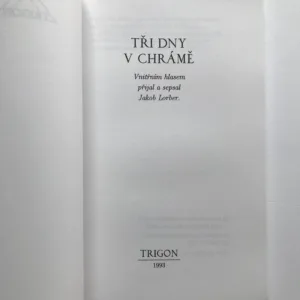 TŘI DNY
V CHRÁMĚ
Vnitřním hlasem
přijal a sepsal
Jakob Lorber.
TRIGON
1993